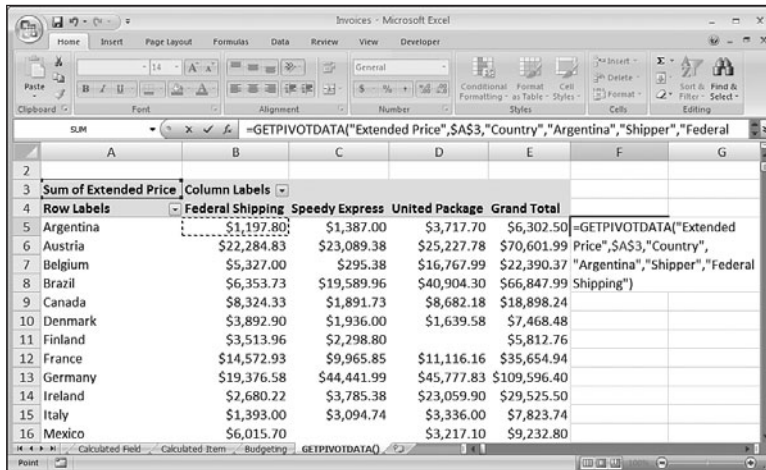 Invoices - Microsoft Excel
Home Insert Page Layout Formulas Data Review View Developer
Paste
14 A A
General
B I U
$ % ,
Conditional Formatting Format as Table Cell Styles
Insert
Delete
Format
Sort & Filter Find & Select
Clipboard Font Alignment Number Styles Cells Editing
SUM =GETPIVOTDATA("Extended Price",$A$3,"Country","Argentina","Shipper","Federal
A B C D E F G
2
3 Sum of Extended Price Column Labels
4 Row Labels Federal Shipping Speedy Express United Package Grand Total
5 Argentina $1,197.80 $1,387.00 $3,717.70 $6,302.50 =GETPIVOTDATA("Extended
6 Austria $22,284.83 $23,089.38 $25,227.78 $70,601.99 Price",$A$3,"Country",
7 Belgium $5,327.00 $295.38 $16,767.99 $22,390.37 "Argentina","Shipper","Federal
8 Brazil $6,353.73 $19,589.96 $40,904.30 $66,847.99 Shipping")
9 Canada $8,324.33 $1,891.73 $8,682.18 $18,898.24
10 Denmark $3,892.90 $1,936.00 $1,639.58 $7,468.48
11 Finland $3,513.96 $2,298.80 $5,812.76
12 France $14,572.93 $9,965.85 $11,116.16 $35,654.94
13 Germany $19,376.58 $44,441.99 $45,777.83 $109,596.40
14 Ireland $2,680.22 $3,785.38 $23,059.90 $29,525.50
15 Italy $1,393.00 $3,094.74 $3,336.00 $7,823.74
16 Mexico $6,015.70 $3,217.10 $9,232.80
Calculated Field Calculated Item Budgeting GETPIVOTDATA()
Point 100%